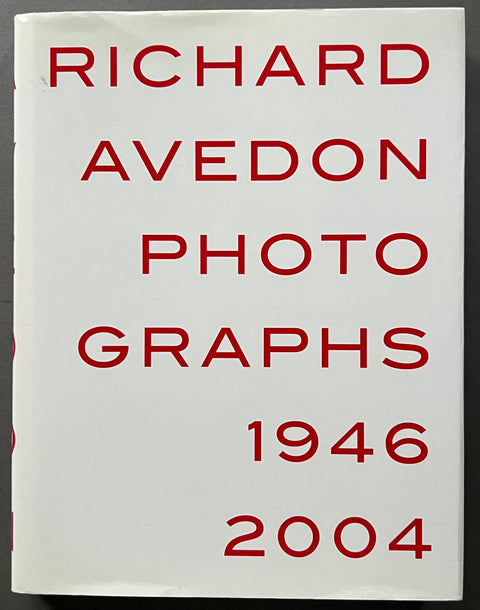 RICHARD
AVEDON
PHOTO
GRAPHS
1946
2004